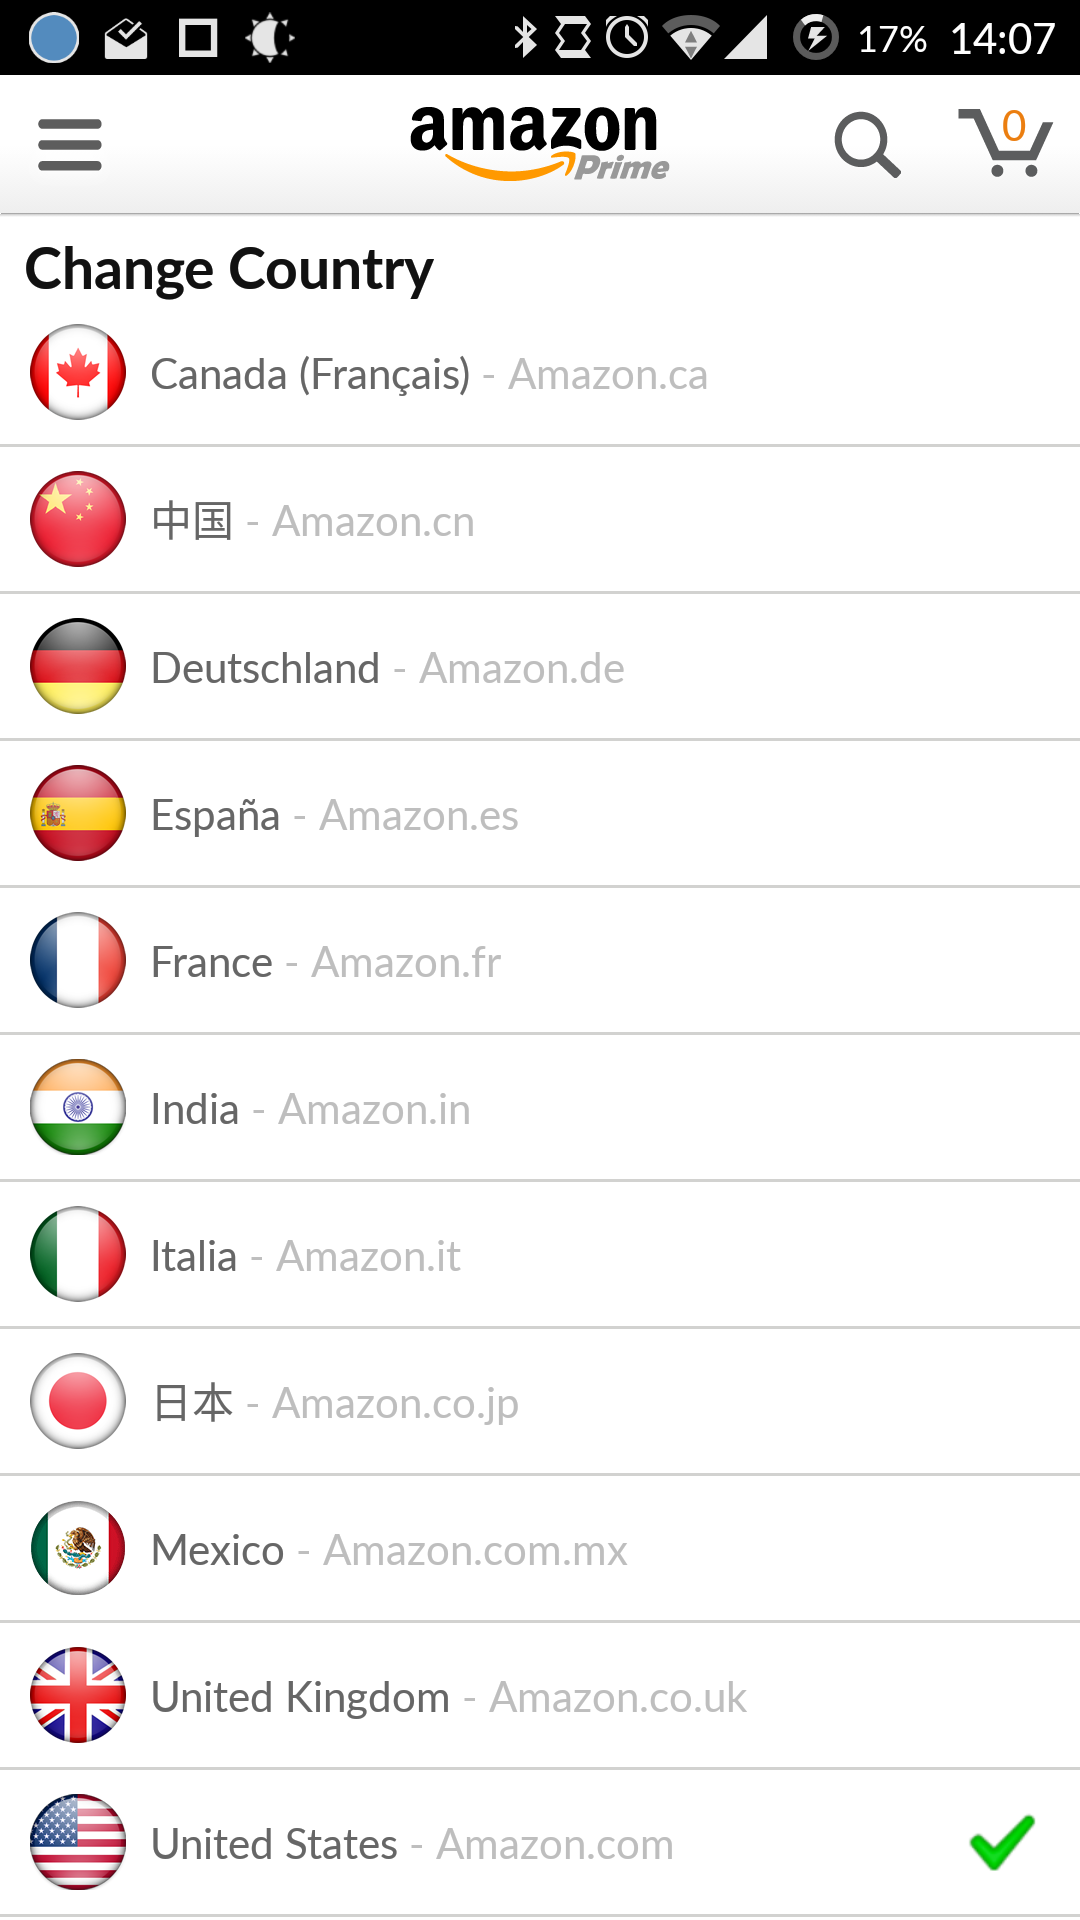 17% 14:07
amazon
Prime
0
Change Country
Canada (Français) - Amazon.ca
中国 - Amazon.cn
Deutschland - Amazon.de
España - Amazon.es
France - Amazon.fr
India - Amazon.in
Italia - Amazon.it
日本 - Amazon.co.jp
Mexico - Amazon.com.mx
United Kingdom - Amazon.co.uk
United States - Amazon.com